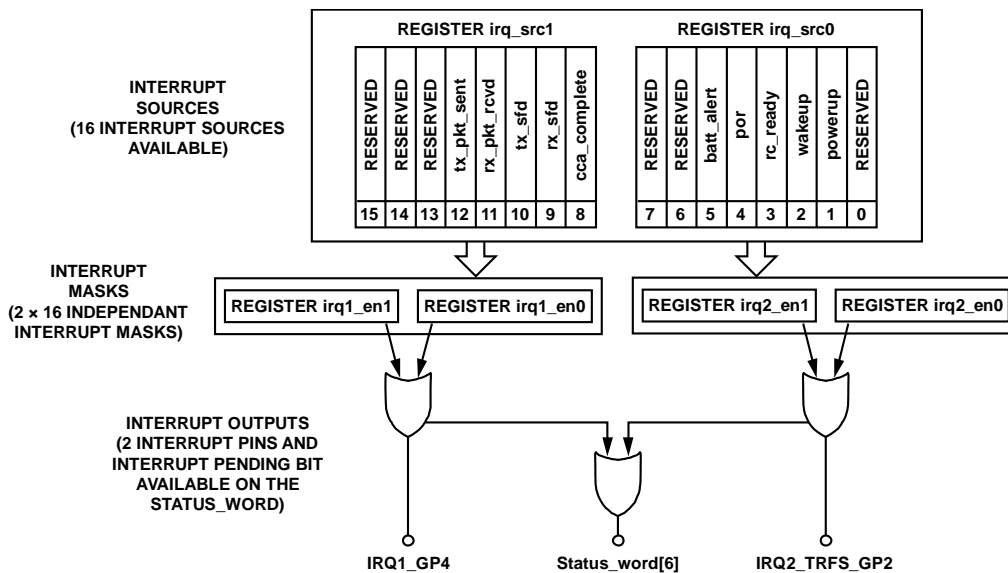 REGISTER irq_src1
REGISTER irq_src0
INTERRUPT
SOURCES
(16 INTERRUPT SOURCES
AVAILABLE)
RESERVED
RESERVED
RESERVED
tx_pkt_sent
rx_pkt_rcvd
tx_sfd
rx_sfd
cca_complete
RESERVED
RESERVED
batt_alert
por
rc_ready
wakeup
powerup
RESERVED
15 14 13 12 11 10 9 8
7 6 5 4 3 2 1 0
INTERRUPT
MASKS
(2 × 16 INDEPENDANT
INTERRUPT MASKS)
REGISTER irq1_en1
REGISTER irq1_en0
REGISTER irq2_en1
REGISTER irq2_en0
INTERRUPT OUTPUTS
(2 INTERRUPT PINS AND
INTERRUPT PENDING BIT
AVAILABLE ON THE
STATUS_WORD)
IRQ1_GP4
Status_word[6]
IRQ2_TRFS_GP2